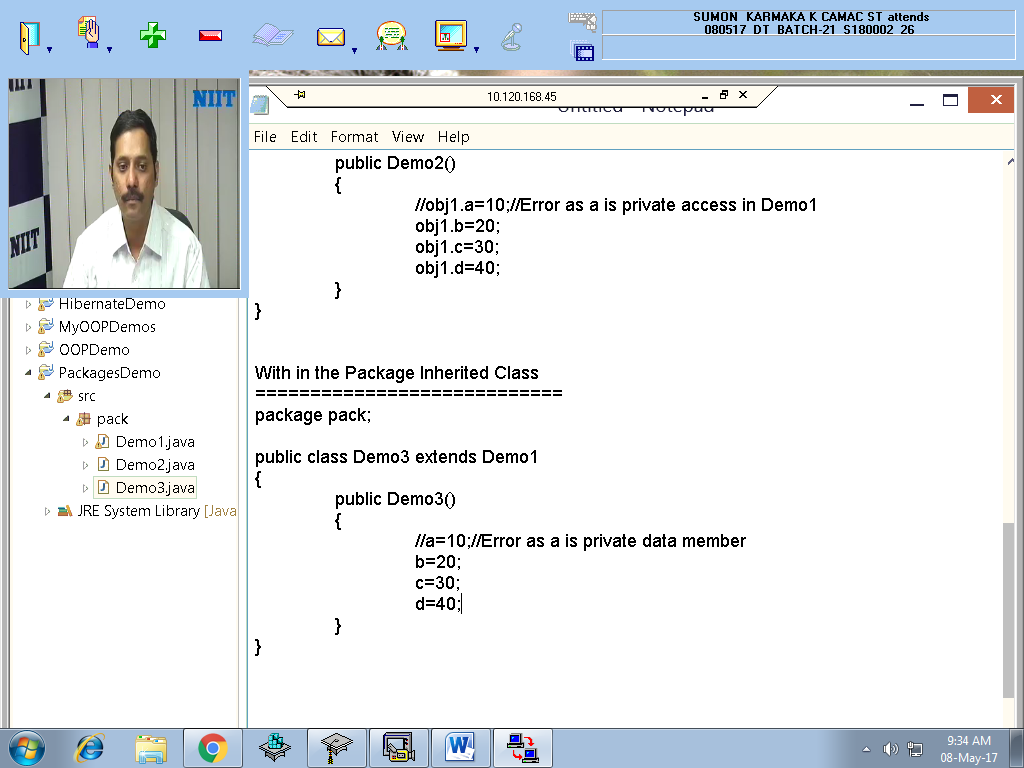 SUMON KARMAKA K CAMAC ST attends
080517 DT BATCH-21 S180002 26
NIIT
NIIT
10.120.168.45
Untitled - Notepad
File Edit Format View Help
public Demo2()
{
//obj1.a=10;//Error as a is private access in Demo1
obj1.b=20;
obj1.c=30;
obj1.d=40;
}
}
With in the Package Inherited Class
============================
package pack;
public class Demo3 extends Demo1
{
public Demo3()
{
//a=10;//Error as a is private data member
b=20;
c=30;
d=40;
}
}
HibernateDemo
MyOOPDemos
OOPDemo
PackagesDemo
src
pack
Demo1.java
Demo2.java
Demo3.java
JRE System Library [Java
9:34 AM
08-May-17